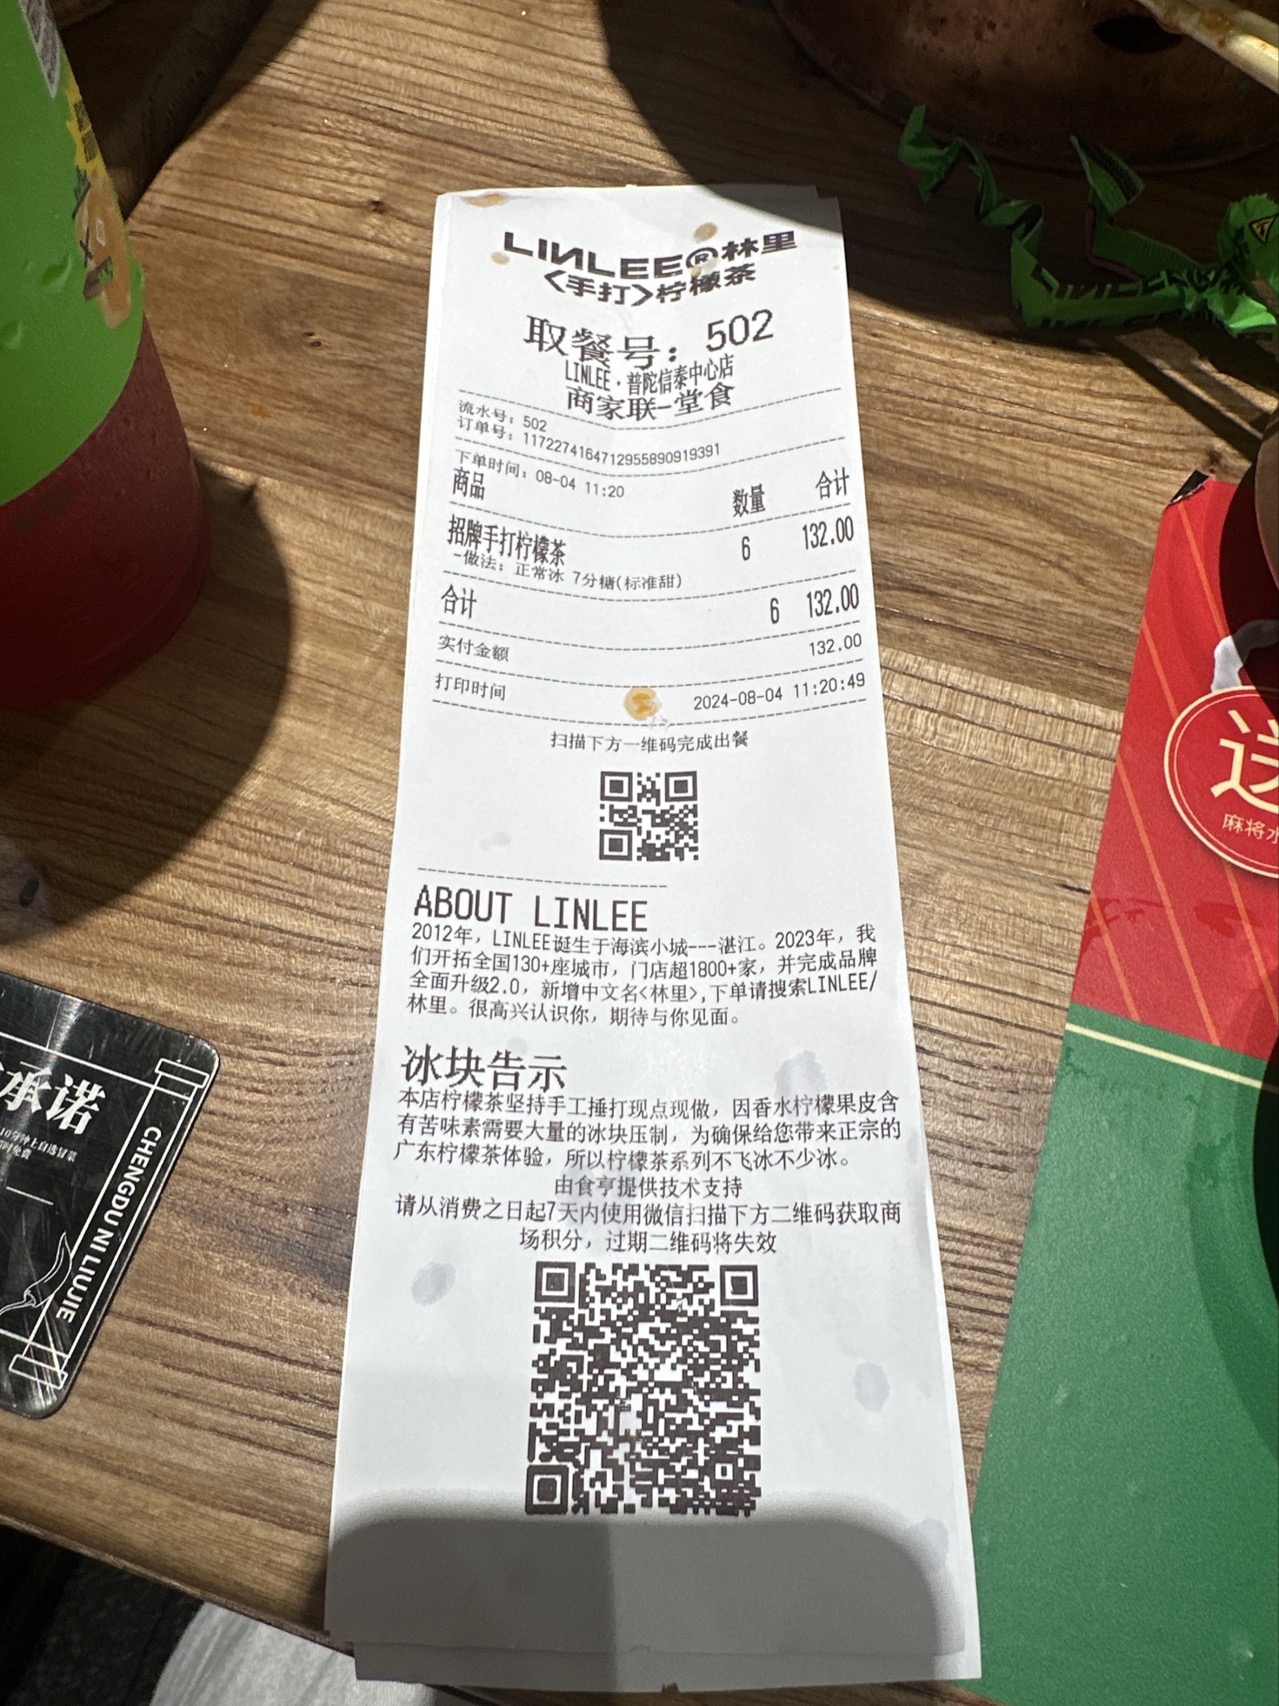 LINLEE®林里
<手打>柠檬茶
取餐号：502
LINLEE·普陀信泰中心店
商家联-堂食
流水号：502
订单号：1172274164712955890919391
下单时间：08-04 11:20
商品 数量 合计
招牌手打柠檬茶 6 132.00
-做法：正常冰 7分糖(标准甜)
合计 6 132.00
实付金额 132.00
打印时间 2024-08-04 11:20:49
扫描下方一维码完成出餐
ABOUT LINLEE
2012年，LINLEE诞生于海滨小城---湛江。2023年，我
们开拓全国130+座城市，门店超1800+家，并完成品牌
全面升级2.0，新增中文名<林里>,下单请搜索LINLEE/
林里。很高兴认识你，期待与你见面。
冰块告示
本店柠檬茶坚持手工捶打现点现做，因香水柠檬果皮含
有苦味素需要大量的冰块压制，为确保给您带来正宗的
广东柠檬茶体验，所以柠檬茶系列不飞冰不少冰。
由食亨提供技术支持
请从消费之日起7天内使用微信扫描下方二维码获取商
场积分，过期二维码将失效
承诺
CHENGDU NI LIUJIE
送
麻将水